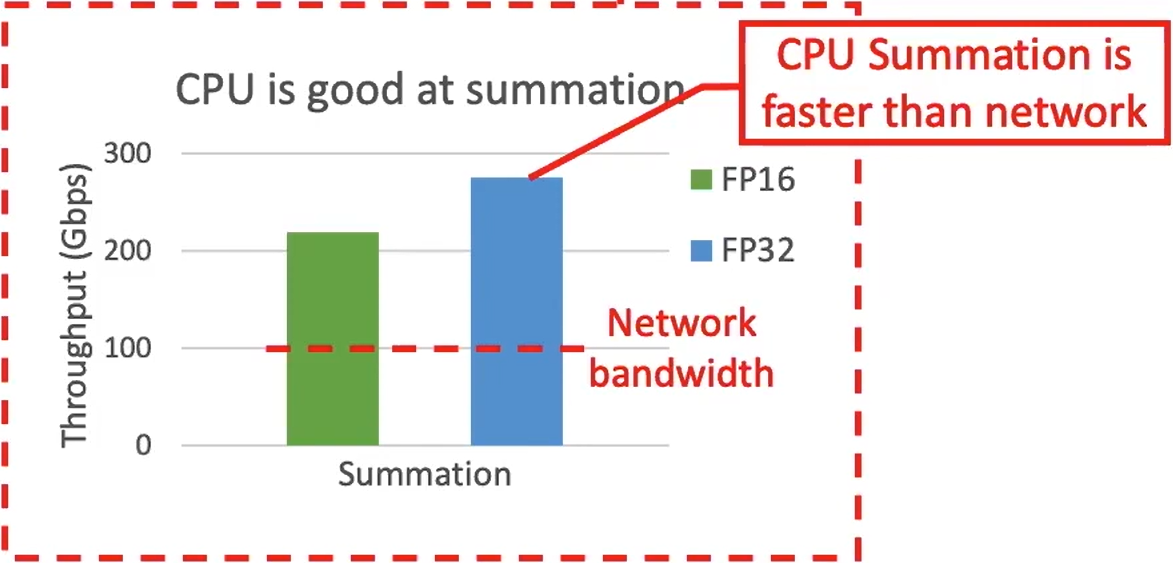 CPU Summation is
faster than network
CPU is good at summation
Throughput (Gbps)
300
200
100
0
FP16
FP32
Network
bandwidth
Summation